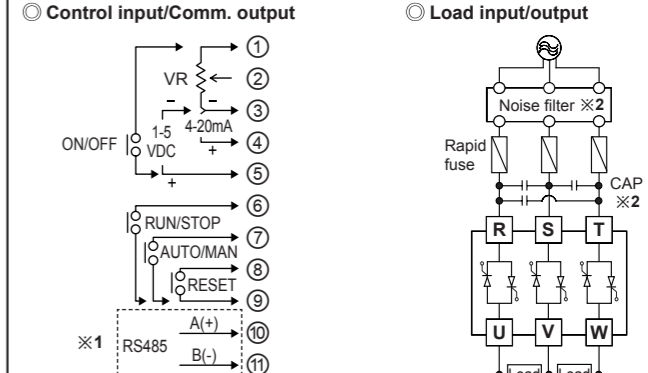 ◎ Control input/Comm. output
①
VR
②
③
4-20mA
④
ON/OFF
1-5
VDC
⑤
⑥
RUN/STOP
⑦
AUTO/MAN
⑧
RESET
⑨
※1
RS485
A(+)
⑩
B(-)
⑪
◎ Load input/output
Noise filter ※2
Rapid
fuse
CAP
※2
R S T
U V W
Load Load